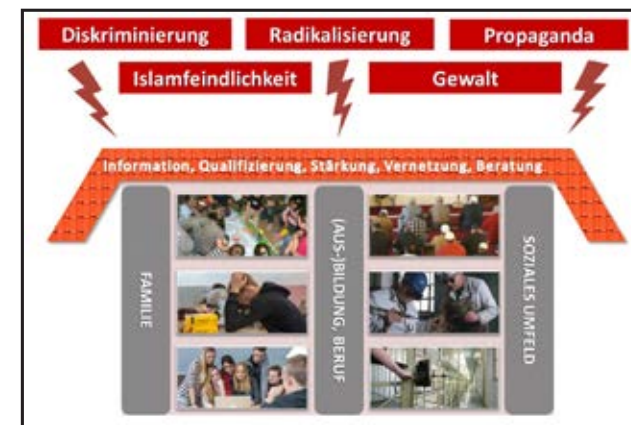 Diskriminierung Radikalisierung Propaganda
Islamfeindlichkeit Gewalt
Information, Qualifizierung, Stärkung, Vernetzung, Beratung
FAMILIE
(AUS-)BILDUNG, BERUF
SOZIALES UMFELD